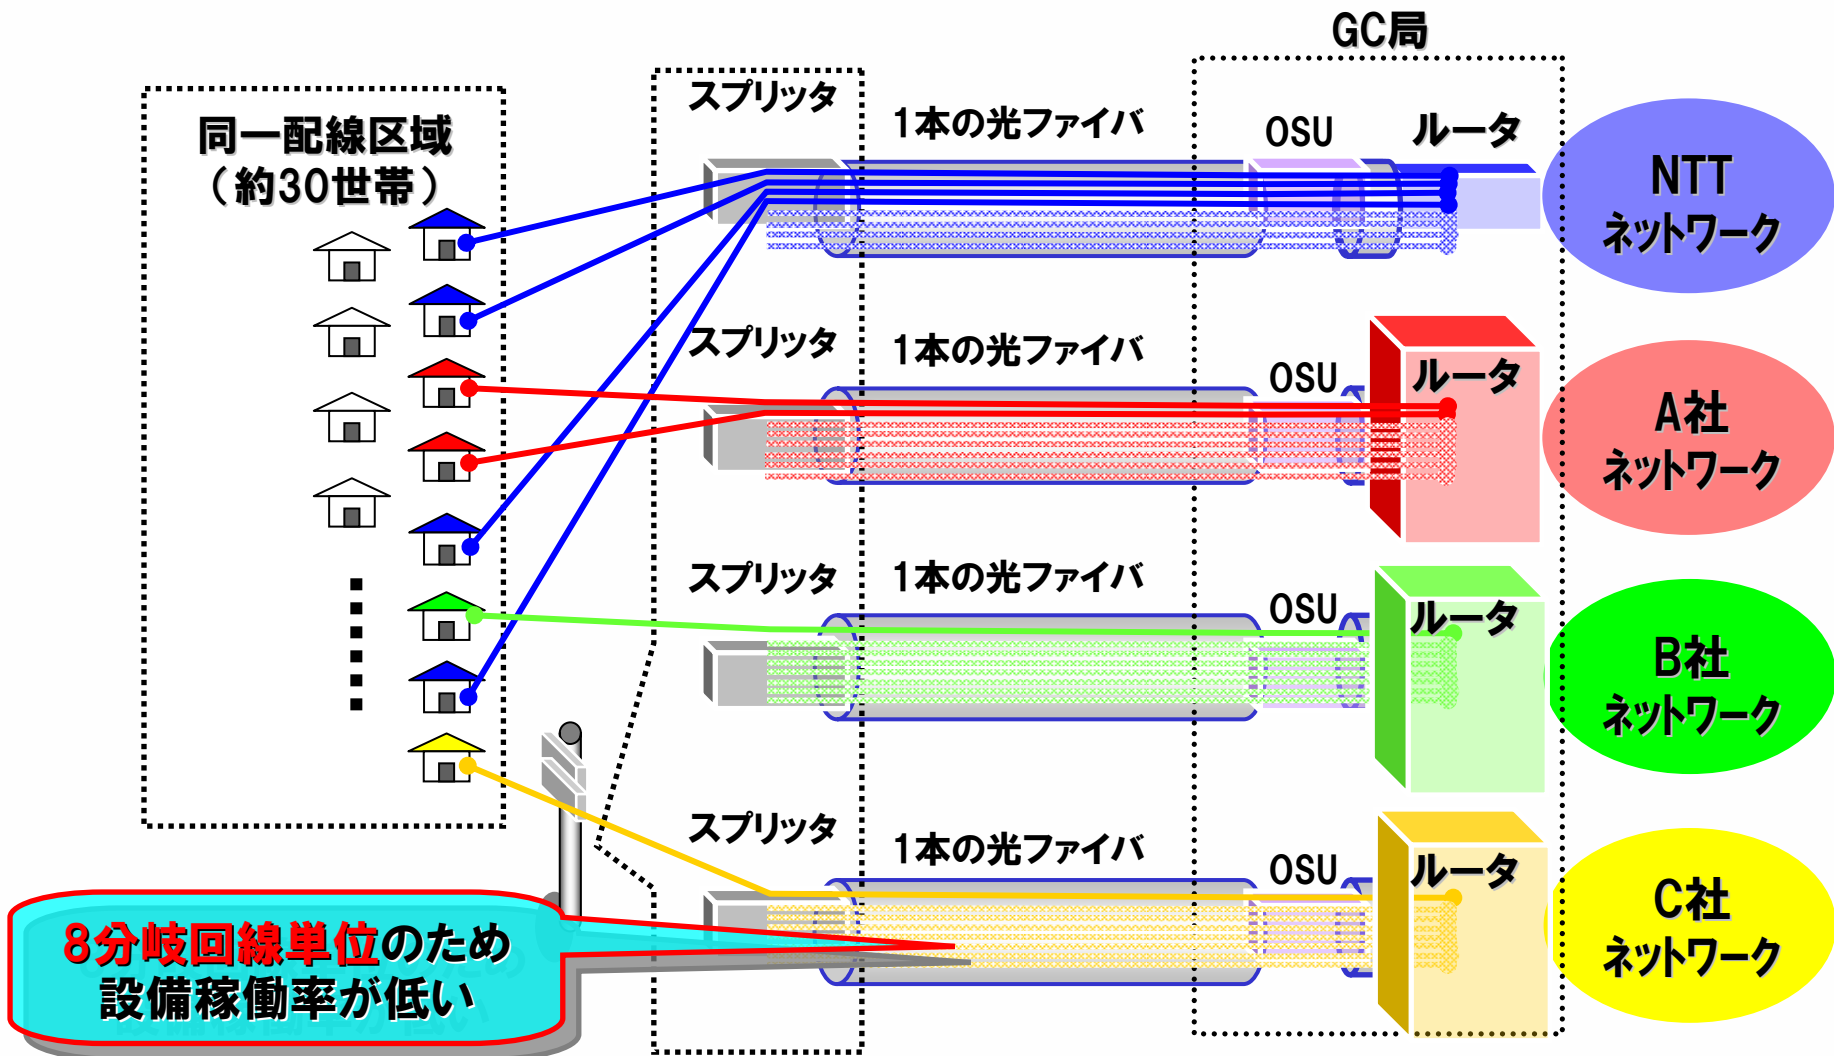 GC局
同一配線区域
（約30世帯）
スプリッタ
1本の光ファイバ
OSU
ルータ
NTT
ネットワーク
スプリッタ
1本の光ファイバ
OSU
ルータ
A社
ネットワーク
スプリッタ
1本の光ファイバ
OSU
ルータ
B社
ネットワーク
スプリッタ
1本の光ファイバ
OSU
ルータ
C社
ネットワーク
8分岐回線単位のため
設備稼働率が低い